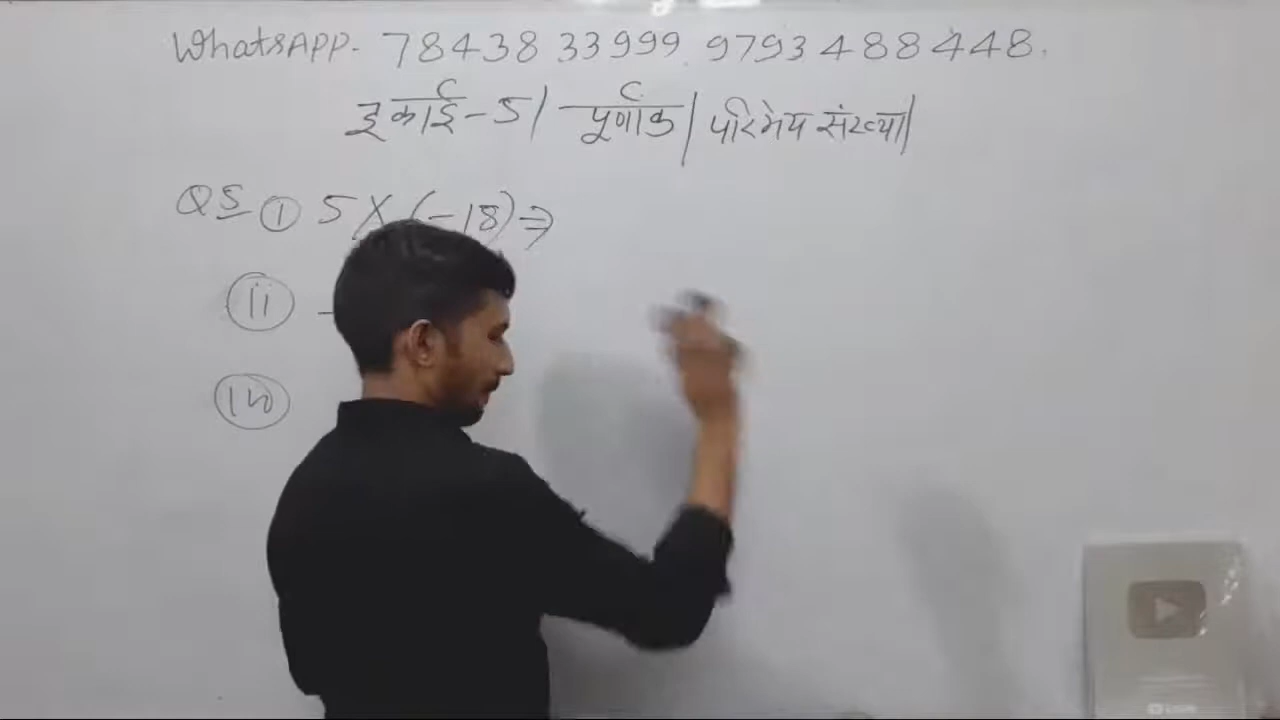 WhatsAPP. 78438 33999. 9793488448.
इकाई-5| पूर्णांक| परिमेय संख्या|
QS ① 5 X (-18) ⇒
(ii) -
(iv)